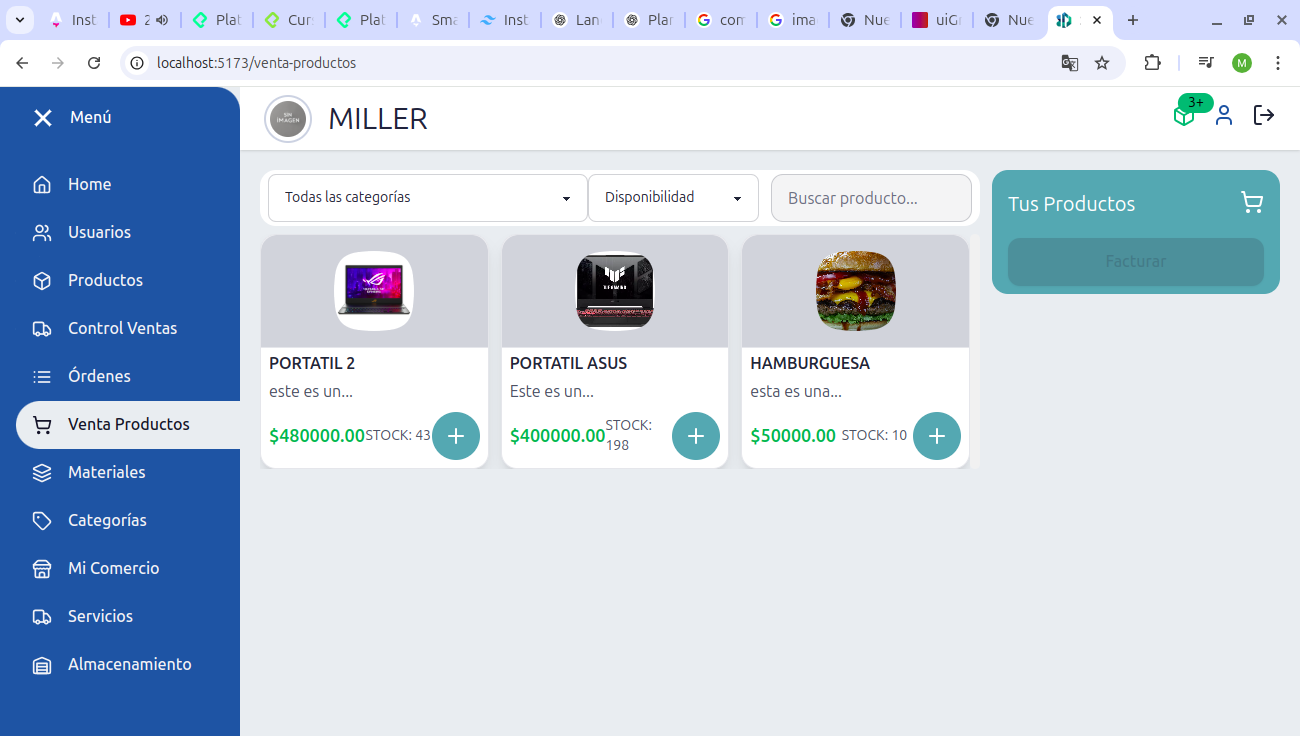 Inst
2
Plat
Curs
Plat
Sma
Inst
Lan
Plan
com
ima
Nue
uiGr
Nue
localhost:5173/venta-productos
M
Menú
SIN
IMAGEN
MILLER
3+
Home
Usuarios
Productos
Control Ventas
Órdenes
Venta Productos
Materiales
Categorías
Mi Comercio
Servicios
Almacenamiento
Todas las categorías
Disponibilidad
Buscar producto...
PORTATIL 2
este es un...
$480000.00 STOCK: 43
PORTATIL ASUS
Este es un...
$400000.00 STOCK:
198
HAMBURGUESA
esta es una...
$50000.00 STOCK: 10
Tus Productos
Facturar